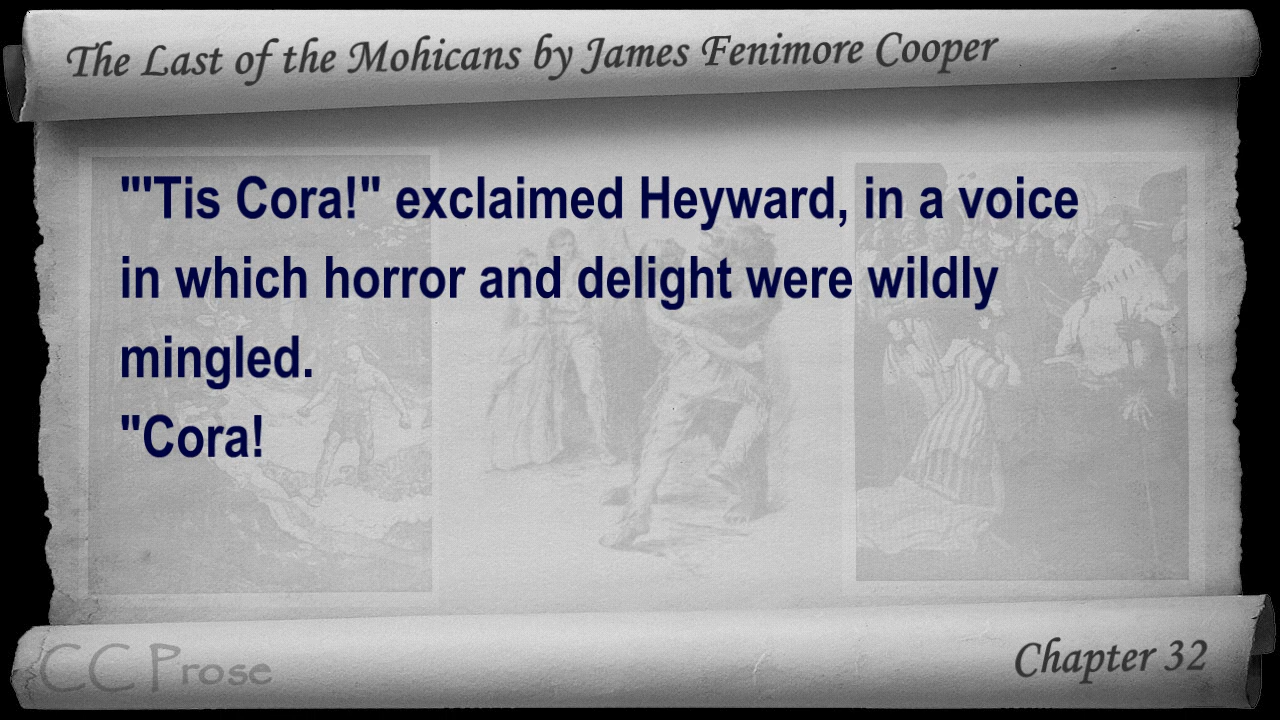 The Last of the Mohicans by James Fenimore Cooper
"'Tis Cora!" exclaimed Heyward, in a voice
in which horror and delight were wildly
mingled.
"Cora!
CC Prose
Chapter 32